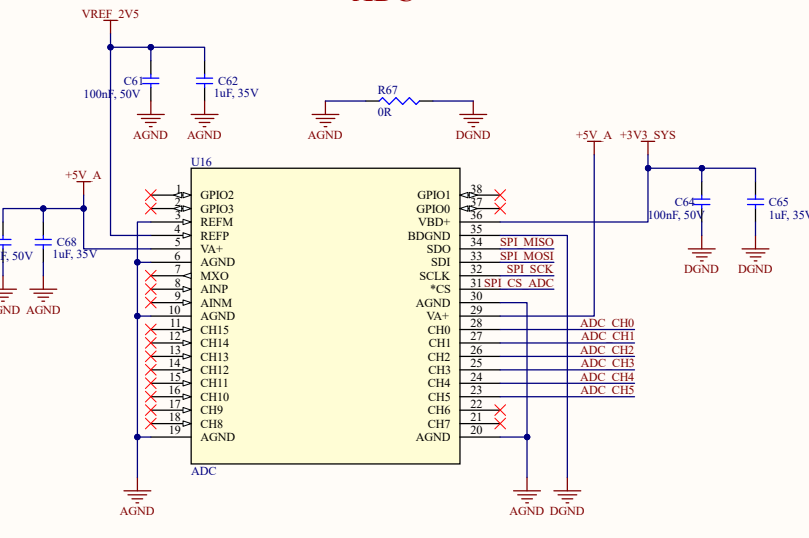 VREF_2V5
C61
100nF, 50V
C62
1uF, 35V
AGND
AGND
R67
0R
AGND
DGND
+5V_A
+3V3_SYS
C64
100nF, 50V
C65
1uF, 35V
DGND
DGND
+5V_A
F, 50V
C68
1uF, 35V
GND
AGND
U16
1 GPIO2
2 GPIO3
3 REFM
4 REFP
5 VA+
6 AGND
7 MXO
8 AINP
9 AINM
10 AGND
11 CH15
12 CH14
13 CH13
14 CH12
15 CH11
16 CH10
17 CH9
18 CH8
19 AGND
GPIO1 38
GPIO0 37
VBD+ 36
BDGND 35
SDO 34 SPI_MISO
SDI 33 SPI_MOSI
SCLK 32 SPI_SCK
*CS 31 SPI_CS_ADC
AGND 30
VA+ 29
CH0 28 ADC_CH0
CH1 27 ADC_CH1
CH2 26 ADC_CH2
CH3 25 ADC_CH3
CH4 24 ADC_CH4
CH5 23 ADC_CH5
CH6 22
CH7 21
AGND 20
ADC
AGND
AGND
DGND